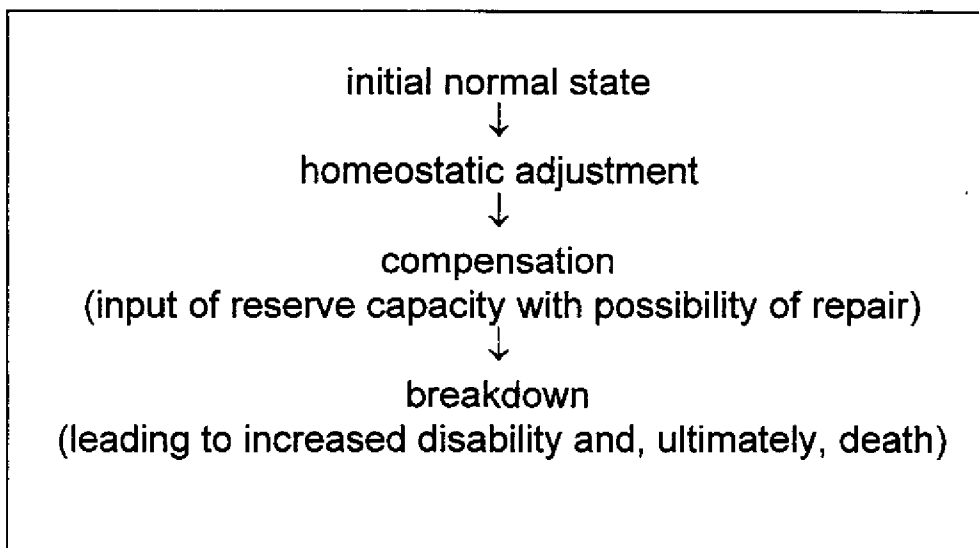 initial normal state
↓
homeostatic adjustment
↓
compensation
(input of reserve capacity with possibility of repair)
↓
breakdown
(leading to increased disability and, ultimately, death)